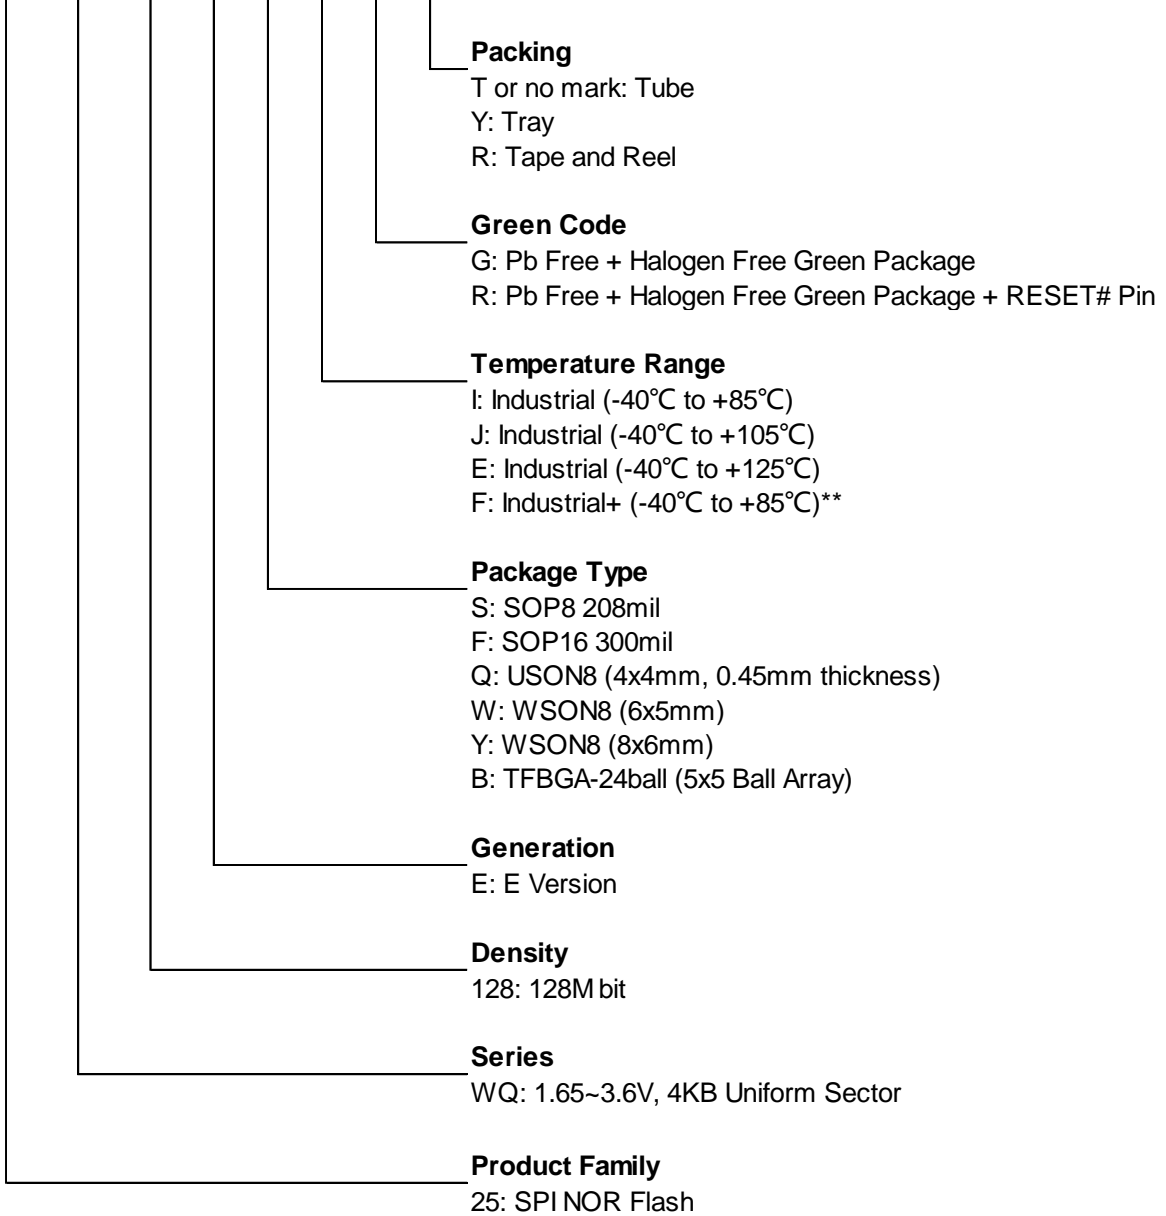 Packing
T or no mark: Tube
Y: Tray
R: Tape and Reel
Green Code
G: Pb Free + Halogen Free Green Package
R: Pb Free + Halogen Free Green Package + RESET# Pin
Temperature Range
I: Industrial (-40℃ to +85℃)
J: Industrial (-40℃ to +105℃)
E: Industrial (-40℃ to +125℃)
F: Industrial+ (-40℃ to +85℃)**
Package Type
S: SOP8 208mil
F: SOP16 300mil
Q: USON8 (4x4mm, 0.45mm thickness)
W: WSON8 (6x5mm)
Y: WSON8 (8x6mm)
B: TFBGA-24ball (5x5 Ball Array)
Generation
E: E Version
Density
128: 128M bit
Series
WQ: 1.65~3.6V, 4KB Uniform Sector
Product Family
25: SPI NOR Flash